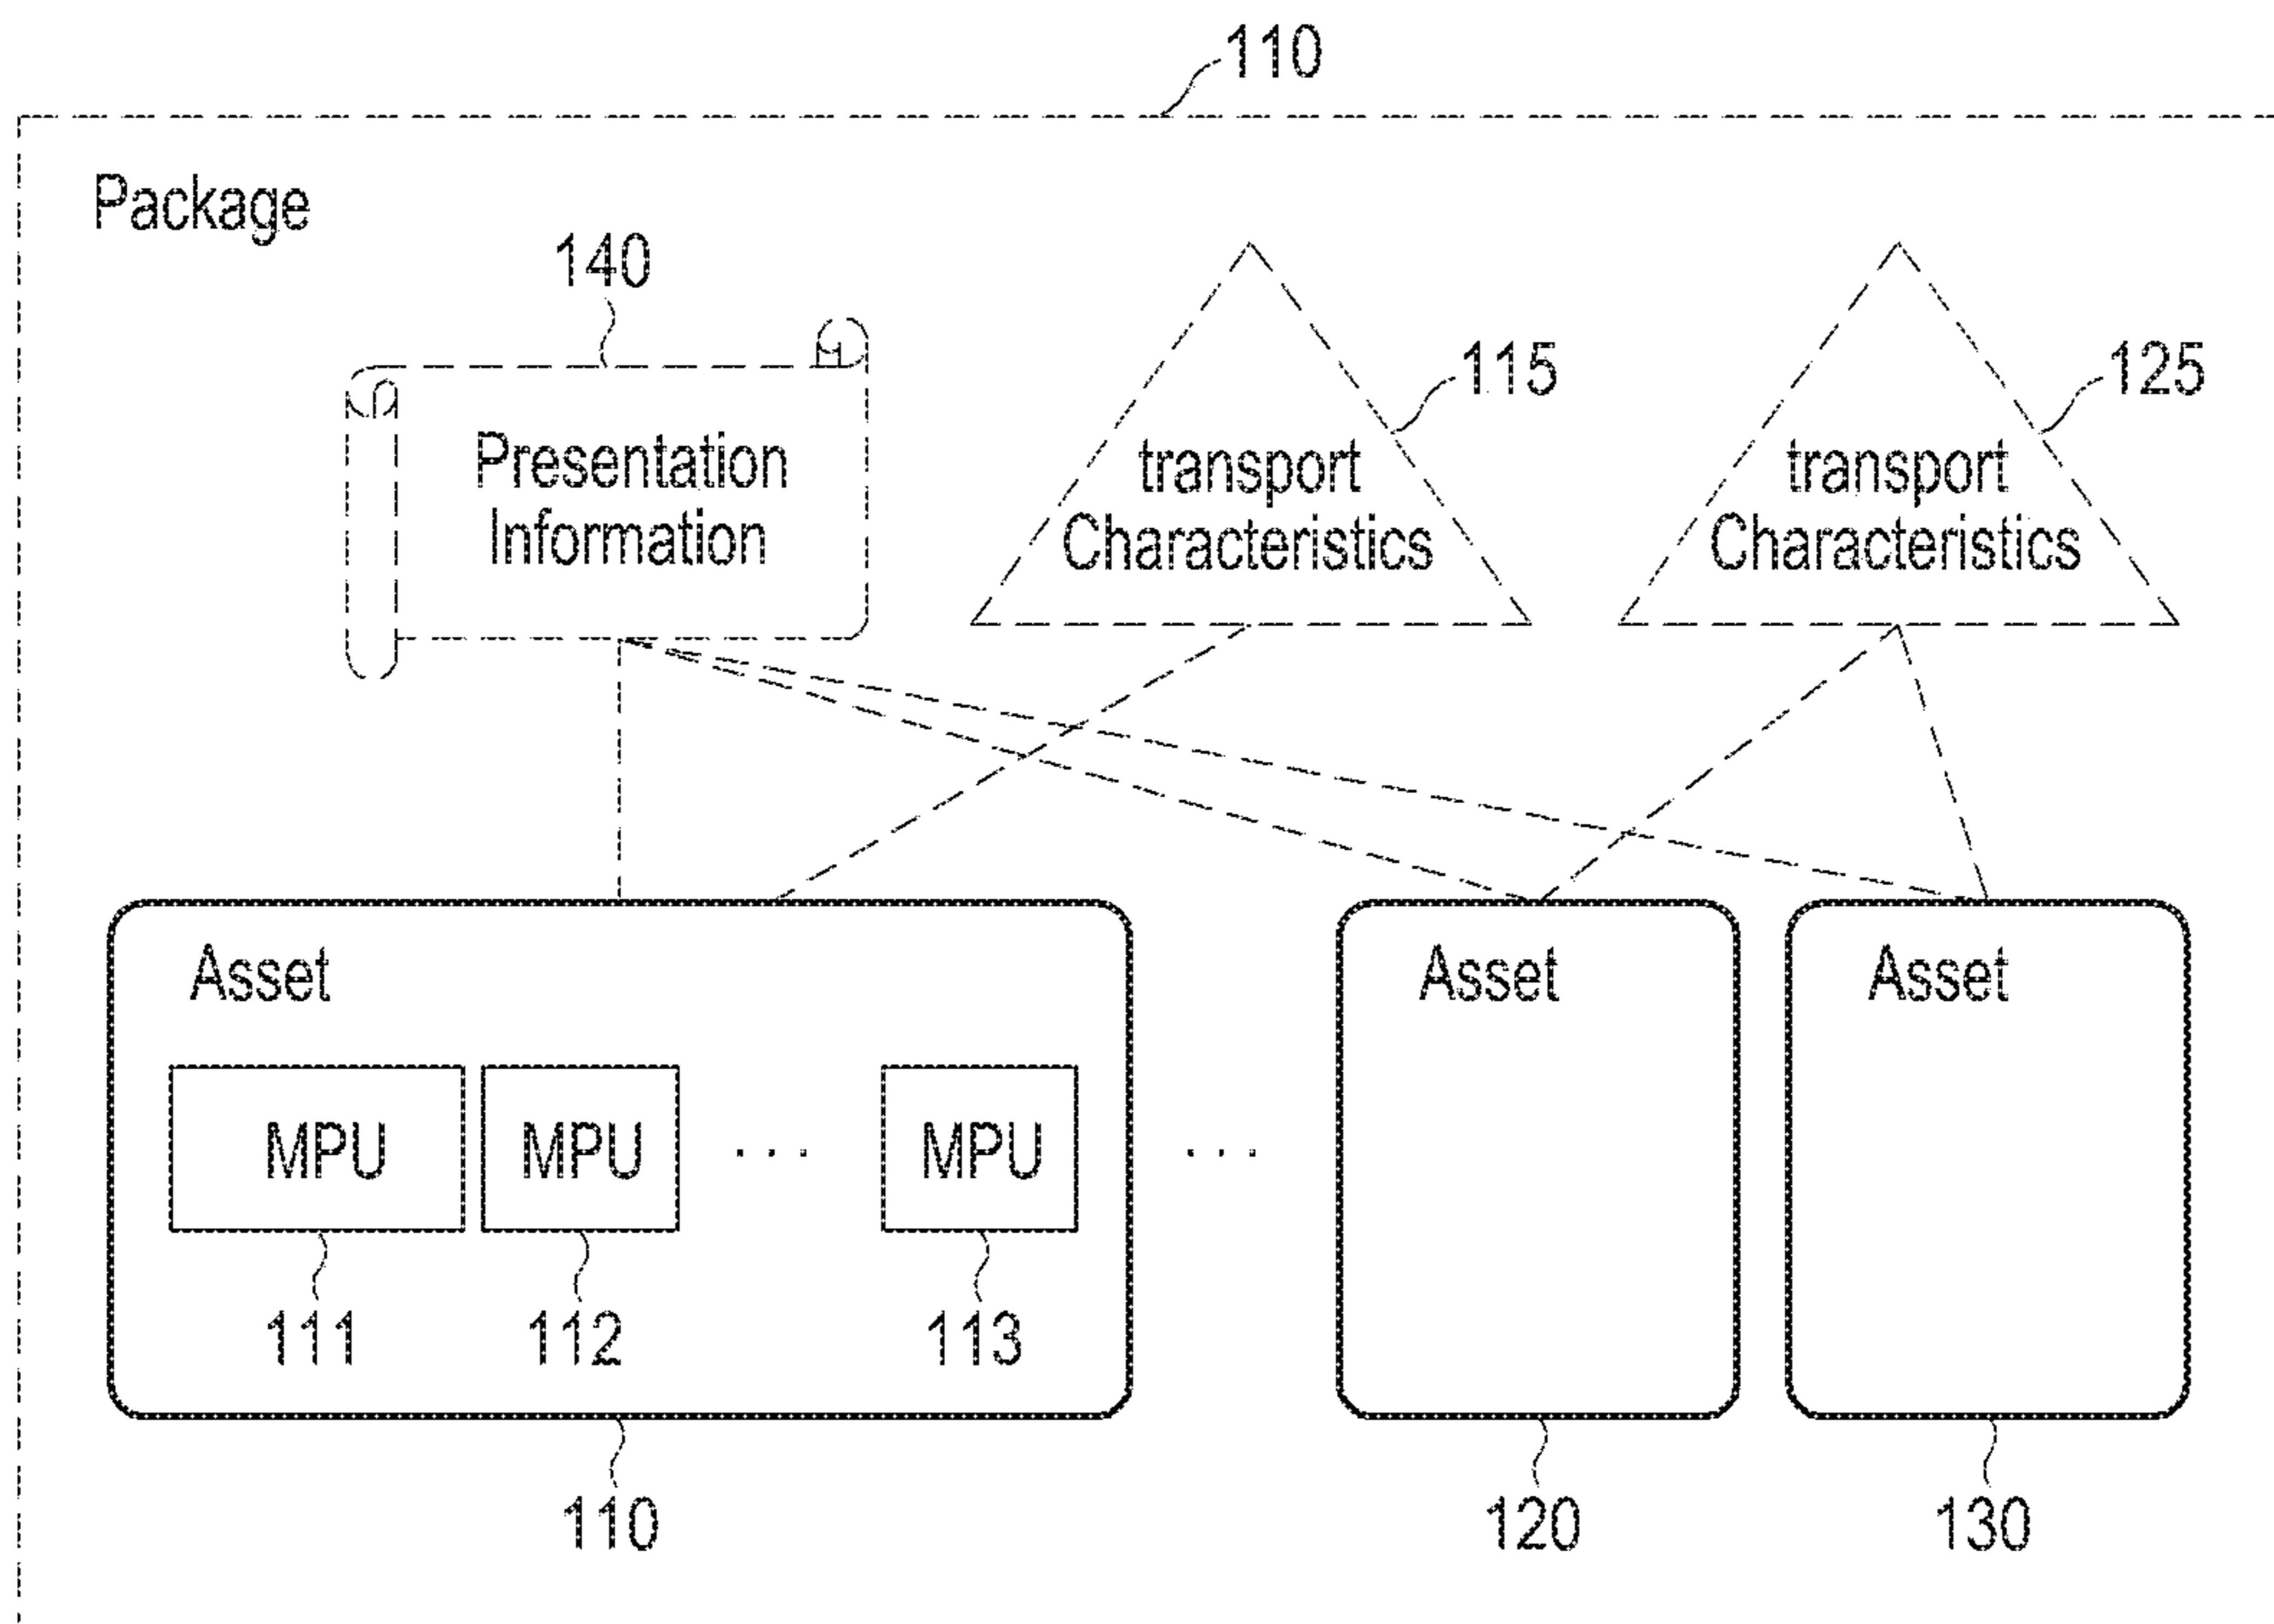 110
Package
140
115
125
Presentation
Information
transport
Characteristics
transport
Characteristics
Asset
Asset
Asset
MPU
MPU
...
MPU
...
111
112
113
110
120
130